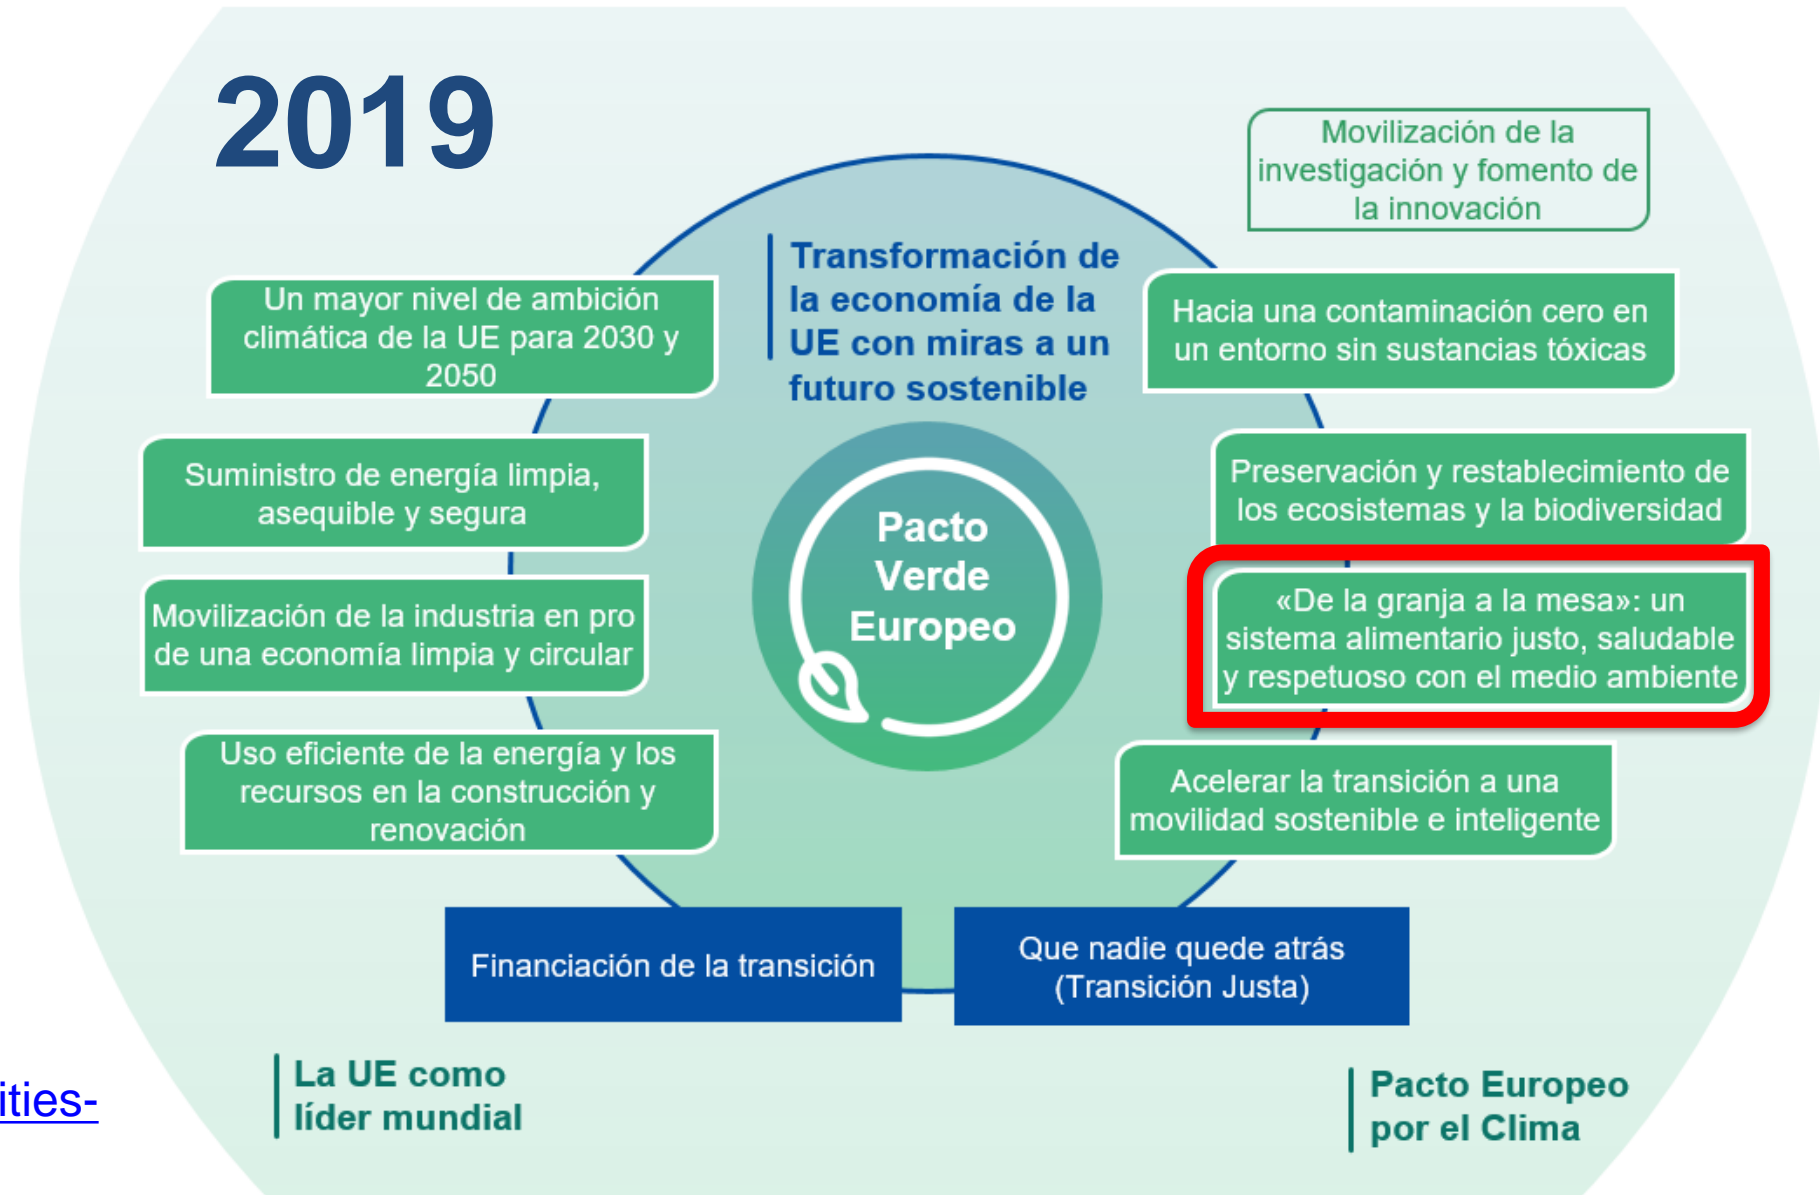 2019
Movilización de la
investigación y fomento de
la innovación
Transformación de
la economía de la
UE con miras a un
futuro sostenible
Un mayor nivel de ambición
climática de la UE para 2030 y
2050
Hacia una contaminación cero en
un entorno sin sustancias tóxicas
Suministro de energía limpia,
asequible y segura
Preservación y restablecimiento de
los ecosistemas y la biodiversidad
Pacto
Verde
Europeo
Movilización de la industria en pro
de una economía limpia y circular
«De la granja a la mesa»: un
sistema alimentario justo, saludable
y respetuoso con el medio ambiente
Uso eficiente de la energía y los
recursos en la construcción y
renovación
Acelerar la transición a una
movilidad sostenible e inteligente
Financiación de la transición
Que nadie quede atrás
(Transición Justa)
La UE como
líder mundial
ities-
Pacto Europeo
por el Clima